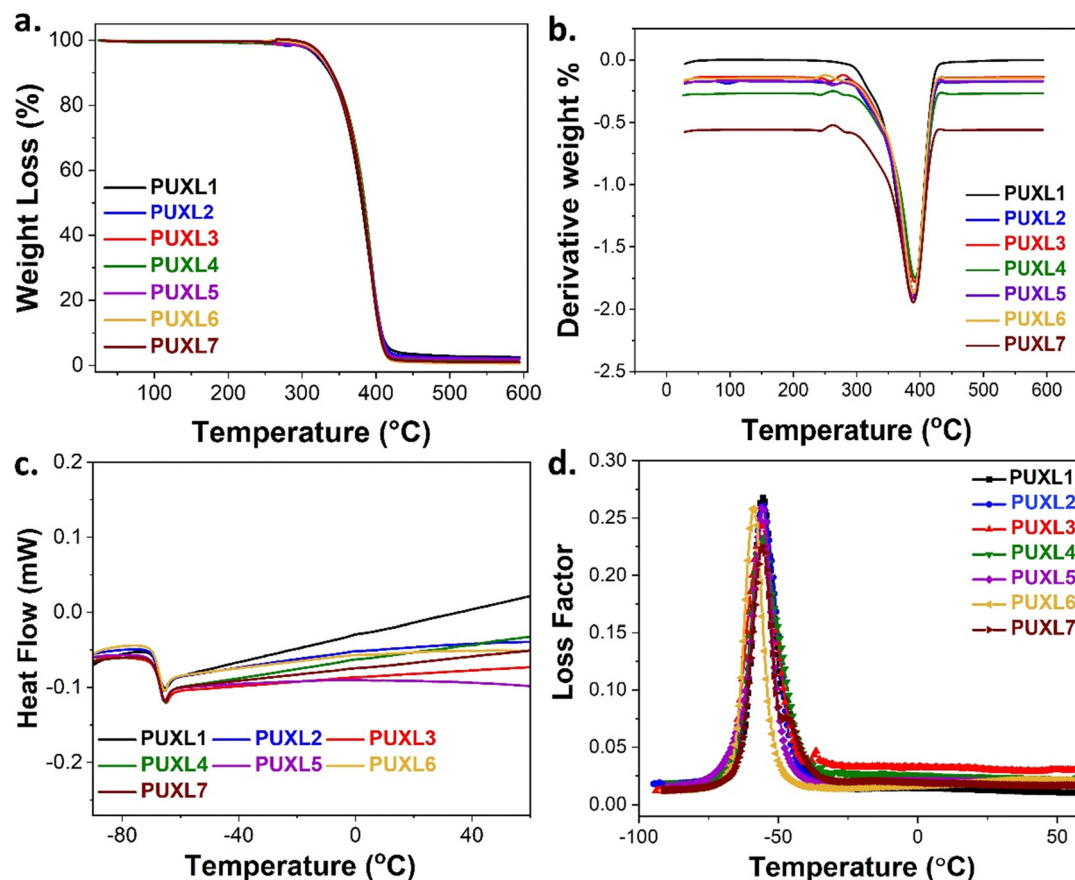 a.
Weight Loss (%)
100
80
60
40
20
0
PUXL1
PUXL2
PUXL3
PUXL4
PUXL5
PUXL6
PUXL7
100 200 300 400 500 600
Temperature (°C)
b.
Derivative weight %
0.0
-0.5
-1.0
-1.5
-2.0
-2.5
PUXL1
PUXL2
PUXL3
PUXL4
PUXL5
PUXL6
PUXL7
0 100 200 300 400 500 600
Temperature (°C)
c.
Heat Flow (mW)
0.2
0.1
0.0
-0.1
-0.2
PUXL1 PUXL2 PUXL3
PUXL4 PUXL5 PUXL6
PUXL7
-80 -40 0 40
Temperature (°C)
d.
Loss Factor
0.30
0.25
0.20
0.15
0.10
0.05
0.00
PUXL1
PUXL2
PUXL3
PUXL4
PUXL5
PUXL6
PUXL7
-100 -50 0 50
Temperature (°C)